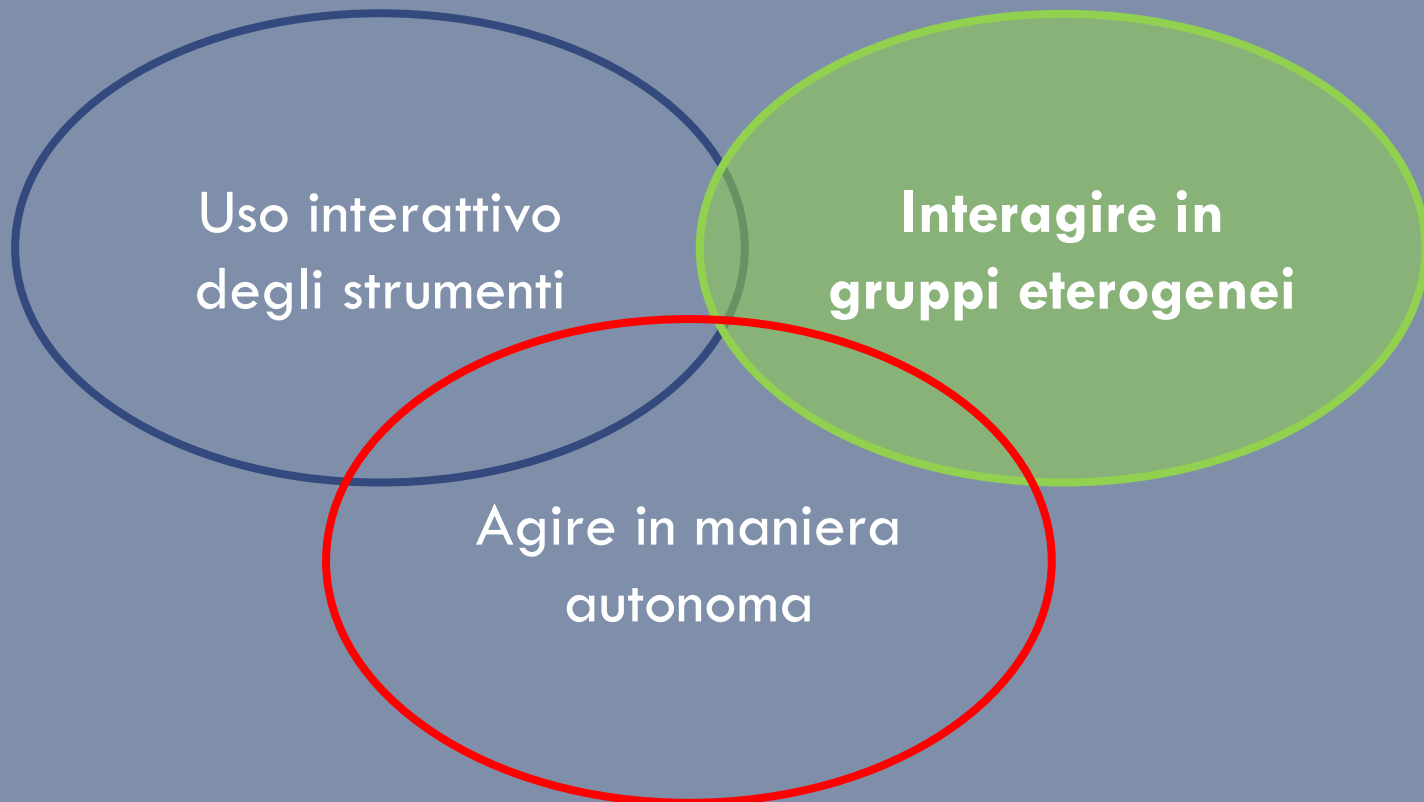 Uso interattivo
degli strumenti
Interagire in
gruppi eterogenei
Agire in maniera
autonoma